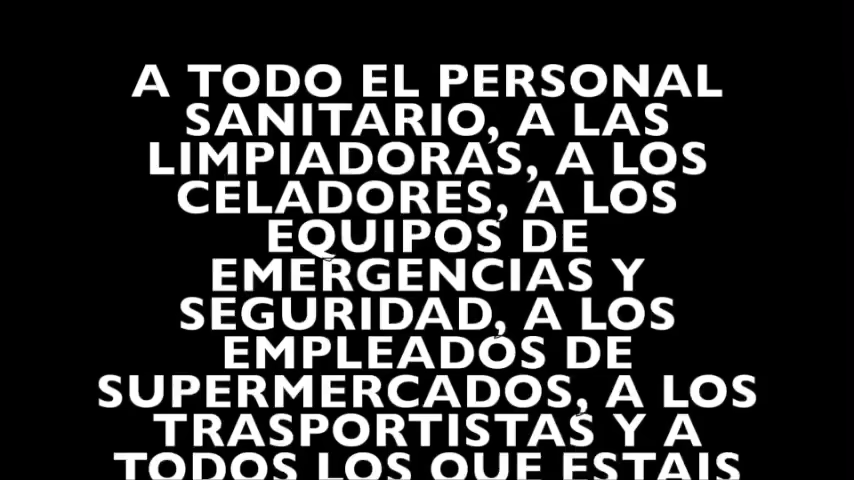 A TODO EL PERSONAL
SANITARIO, A LAS
LIMPIADORAS, A LOS
CELADORES, A LOS
EQUIPOS DE
EMERGENCIAS Y
SEGURIDAD, A LOS
EMPLEADOS DE
SUPERMERCADOS, A LOS
TRASPORTISTAS Y A
TODOS LOS QUE ESTAIS